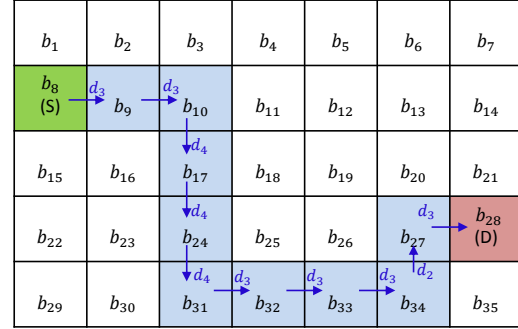 b₁ b₂ b₃ b₄ b₅ b₆ b₇
b₈ d₃ d₃
(S) b₉ b₁₀ b₁₁ b₁₂ b₁₃ b₁₄
d₄
b₁₅ b₁₆ b₁₇ b₁₈ b₁₉ b₂₀ b₂₁
d₄ d₃ b₂₈
b₂₂ b₂₃ b₂₄ b₂₅ b₂₆ b₂₇ (D)
d₄ d₃ d₃ d₃ d₂
b₂₉ b₃₀ b₃₁ b₃₂ b₃₃ b₃₄ b₃₅